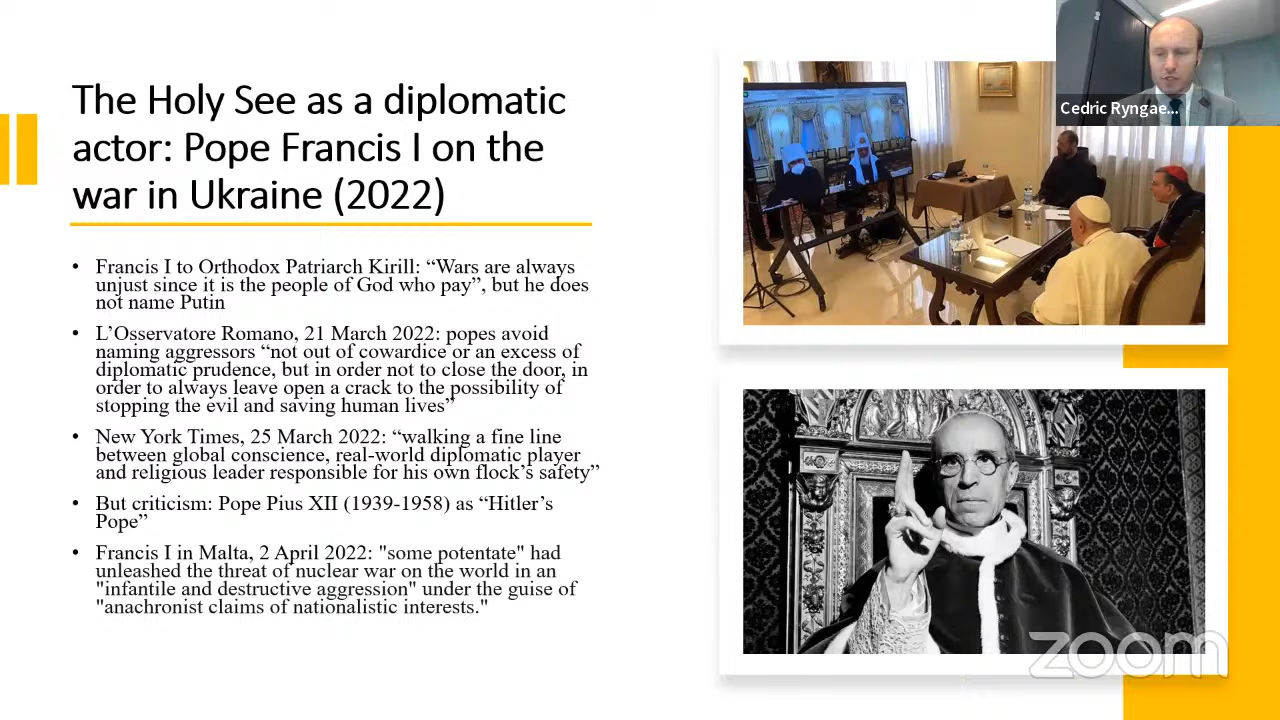 The Holy See as a diplomatic
actor: Pope Francis I on the
war in Ukraine (2022)
• Francis I to Orthodox Patriarch Kirill: “Wars are always
unjust since it is the people of God who pay”, but he does
not name Putin
• L’Osservatore Romano, 21 March 2022: popes avoid
naming aggressors “not out of cowardice or an excess of
diplomatic prudence, but in order not to close the door, in
order to always leave open a crack to the possibility of
stopping the evil and saving human lives”
• New York Times, 25 March 2022: “walking a fine line
between global conscience, real-world diplomatic player
and religious leader responsible for his own flock’s safety”
• But criticism: Pope Pius XII (1939-1958) as “Hitler’s
Pope”
• Francis I in Malta, 2 April 2022: "some potentate" had
unleashed the threat of nuclear war on the world in an
"infantile and destructive aggression" under the guise of
"anachronist claims of nationalistic interests."
Cedric Ryngae...
zoom